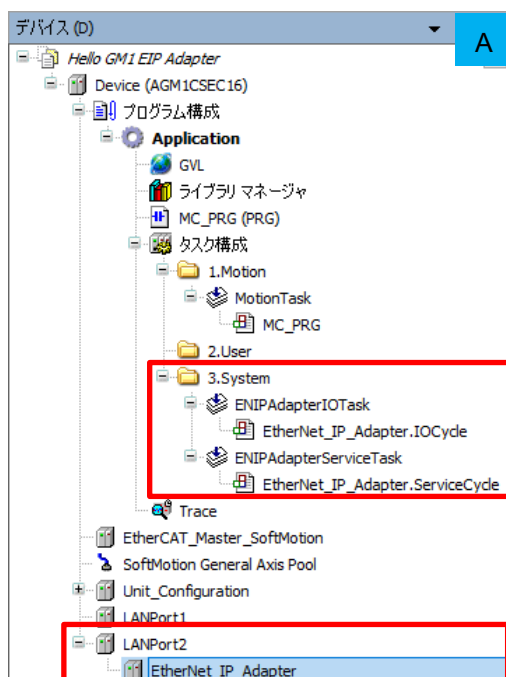 デバイス (D)
A
Hello GM1 EIP Adapter
Device (AGM1CSEC16)
プログラム構成
Application
GVL
ライブラリ マネージャ
MC_PRG (PRG)
タスク構成
1.Motion
MotionTask
MC_PRG
2.User
3.System
ENIPAdapterIOTask
EtherNet_IP_Adapter.IOCycle
ENIPAdapterServiceTask
EtherNet_IP_Adapter.ServiceCycle
Trace
EtherCAT_Master_SoftMotion
SoftMotion General Axis Pool
Unit_Configuration
LANPort1
LANPort2
EtherNet_IP_Adapter